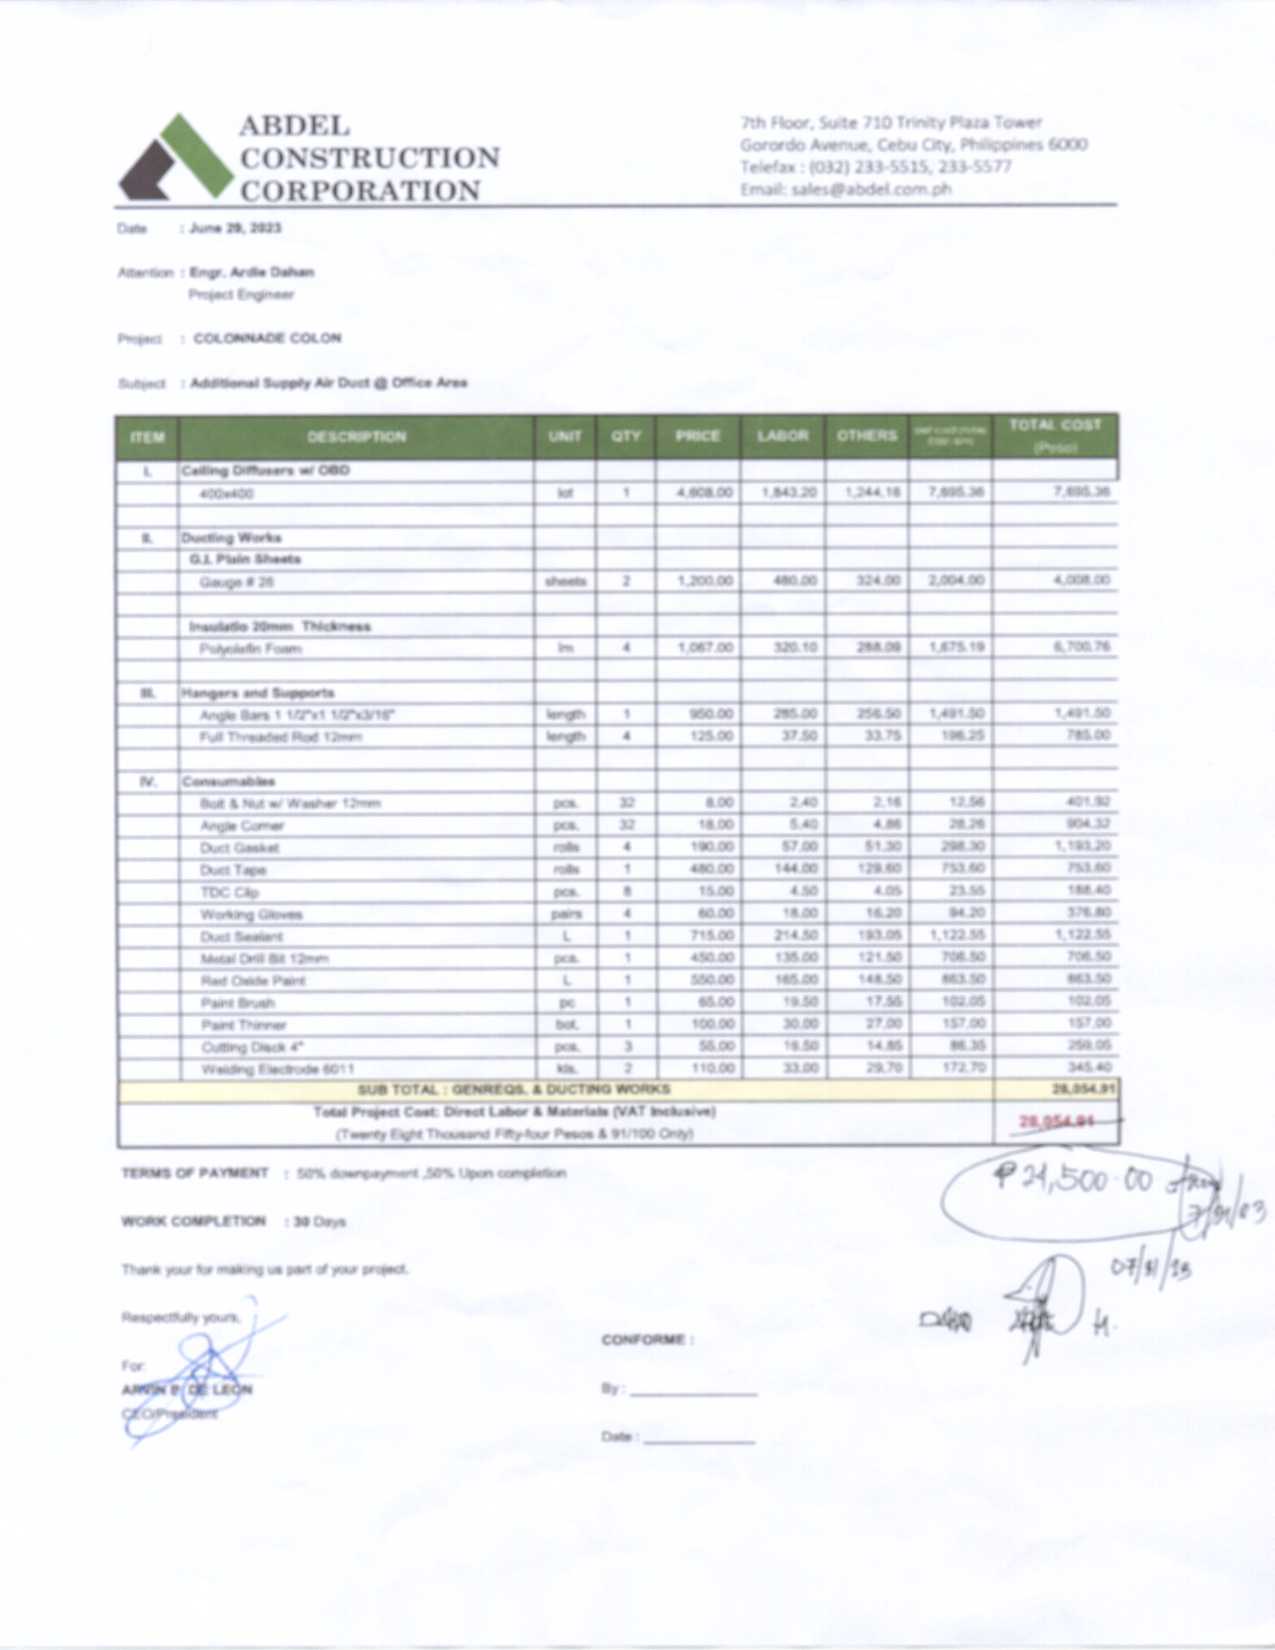 ABDEL
CONSTRUCTION
CORPORATION
7th Floor, Suite 710 Trinity Plaza Tower
Gorordo Avenue, Cebu City, Philippines 6000
Telefax : (032) 233-5515, 233-5577
Email: sales@abdel.com.ph
Date : June 29, 2023
Attention : Engr. Ardie Dahan
Project Engineer
Project : COLONNADE COLON
Subject : Additional Supply Air Duct @ Office Area
ITEM DESCRIPTION UNIT QTY PRICE LABOR OTHERS TOTAL COST
(Peso)
I. Ceiling Diffusers w/ OBD
400x400 lot 1 4,608.00 1,843.20 1,244.16 7,695.36 7,695.36
II. Ducting Works
G.I. Plain Sheets
Gauge # 26 sheets 2 1,200.00 480.00 324.00 2,004.00 4,008.00
Insulatio 20mm Thickness
Polyolefin Foam lm 4 1,067.00 320.10 288.09 1,675.19 6,700.76
III. Hangers and Supports
Angle Bars 1 1/2"x1 1/2"x3/16" length 1 950.00 285.00 256.50 1,491.50 1,491.50
Full Threaded Rod 12mm length 4 125.00 37.50 33.75 196.25 785.00
IV. Consumables
Bolt & Nut w/ Washer 12mm pcs. 32 8.00 2.40 2.16 12.56 401.92
Angle Corner pcs. 32 18.00 5.40 4.86 28.26 904.32
Duct Gasket rolls 4 190.00 57.00 51.30 298.30 1,193.20
Duct Tape rolls 1 480.00 144.00 129.60 753.60 753.60
TDC Clip pcs. 8 15.00 4.50 4.05 23.55 188.40
Working Gloves pairs 4 60.00 18.00 16.20 94.20 376.80
Duct Sealant L 1 715.00 214.50 193.05 1,122.55 1,122.55
Metal Drill Bit 12mm pcs. 1 450.00 135.00 121.50 706.50 706.50
Red Oxide Paint L 1 550.00 165.00 148.50 863.50 863.50
Paint Brush pc 1 65.00 19.50 17.55 102.05 102.05
Paint Thinner bot. 1 100.00 30.00 27.00 157.00 157.00
Cutting Disck 4" pcs. 3 55.00 16.50 14.85 86.35 259.05
Welding Electrode 6011 kls. 2 110.00 33.00 29.70 172.70 345.40
SUB TOTAL : GENREQS. & DUCTING WORKS 28,054.91
Total Project Cost: Direct Labor & Materials (VAT Inclusive) 28,054.91
(Twenty Eight Thousand Fifty-four Pesos & 91/100 Only)
TERMS OF PAYMENT : 50% downpayment ,50% Upon completion
₱24,500.00
WORK COMPLETION : 30 Days
Thank your for making us part of your project.
07/31/23
Respectfully yours,
CONFORME :
For:
ARVIN P. DE LEON
By :
CEO/President
Date :